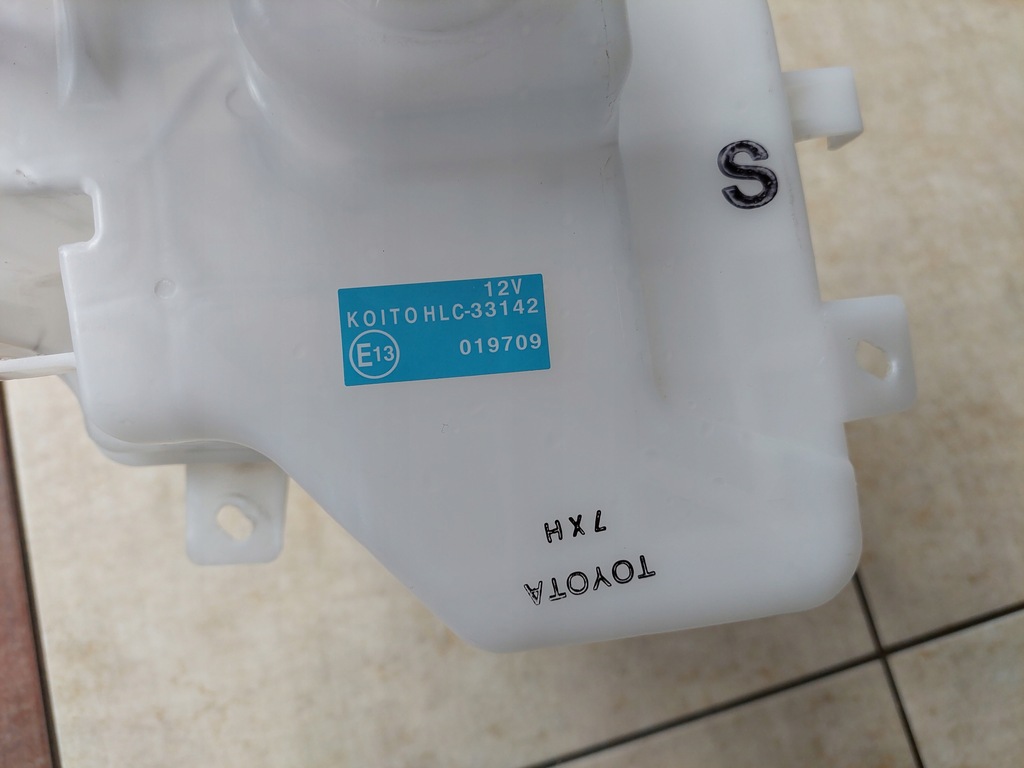 S
12V
KOITO HLC-33142
E13 019709
7XH
TOYOTA